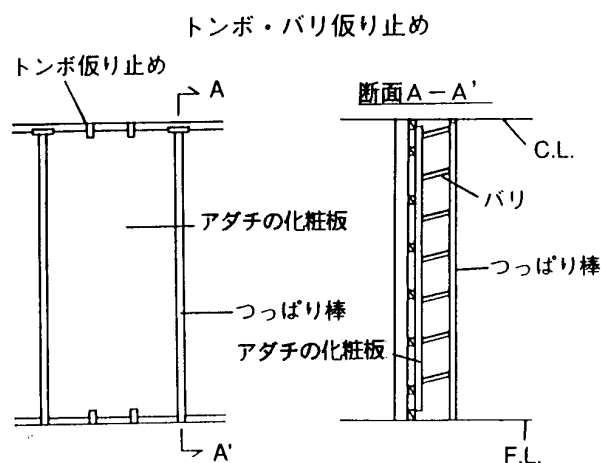 トンボ・バリ仮り止め
トンボ仮り止め
A
アダチの化粧板
つっぱり棒
A'
断面A－A'
C.L.
バリ
つっぱり棒
アダチの化粧板
F.L.